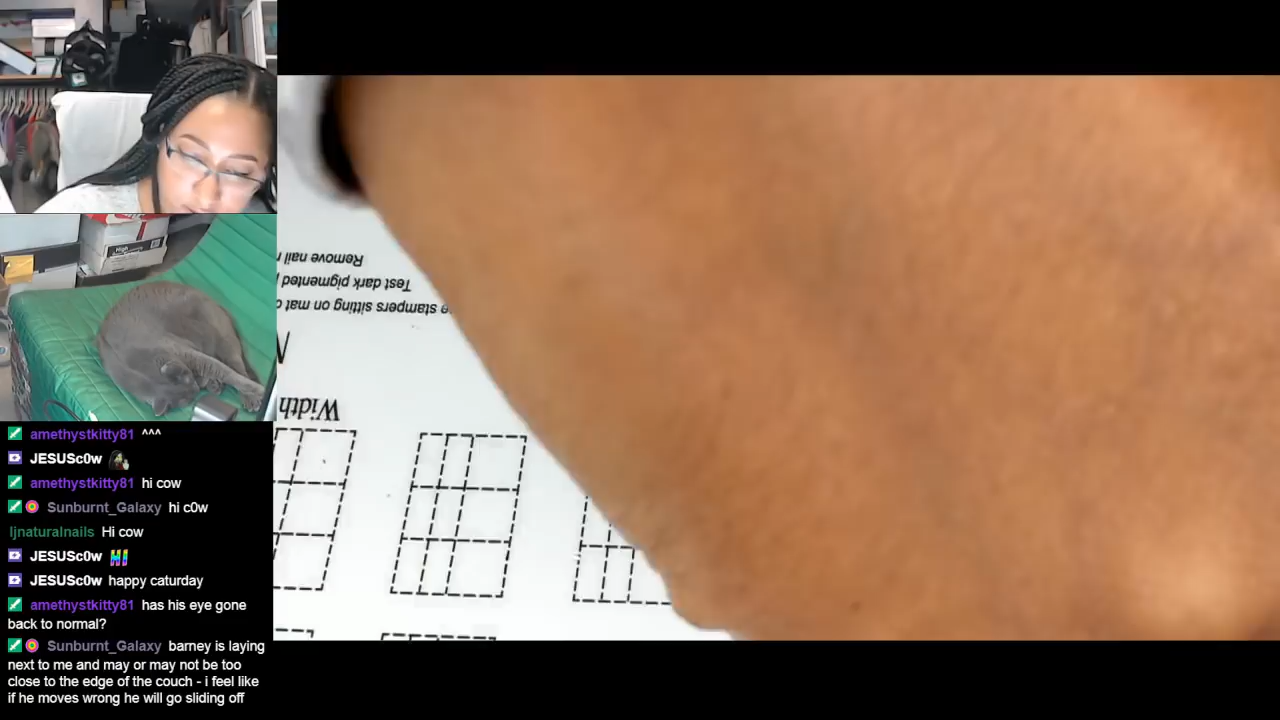 High
Remove nail
Test dark pigmented
stampers sitting on mat
Width
amethystkitty81 ^^^
JESUSc0w
amethystkitty81 hi cow
Sunburnt_Galaxy hi c0w
ljnaturalnails Hi cow
JESUSc0w HI
JESUSc0w happy caturday
amethystkitty81 has his eye gone
back to normal?
Sunburnt_Galaxy barney is laying
next to me and may or may not be too
close to the edge of the couch - i feel like
if he moves wrong he will go sliding off